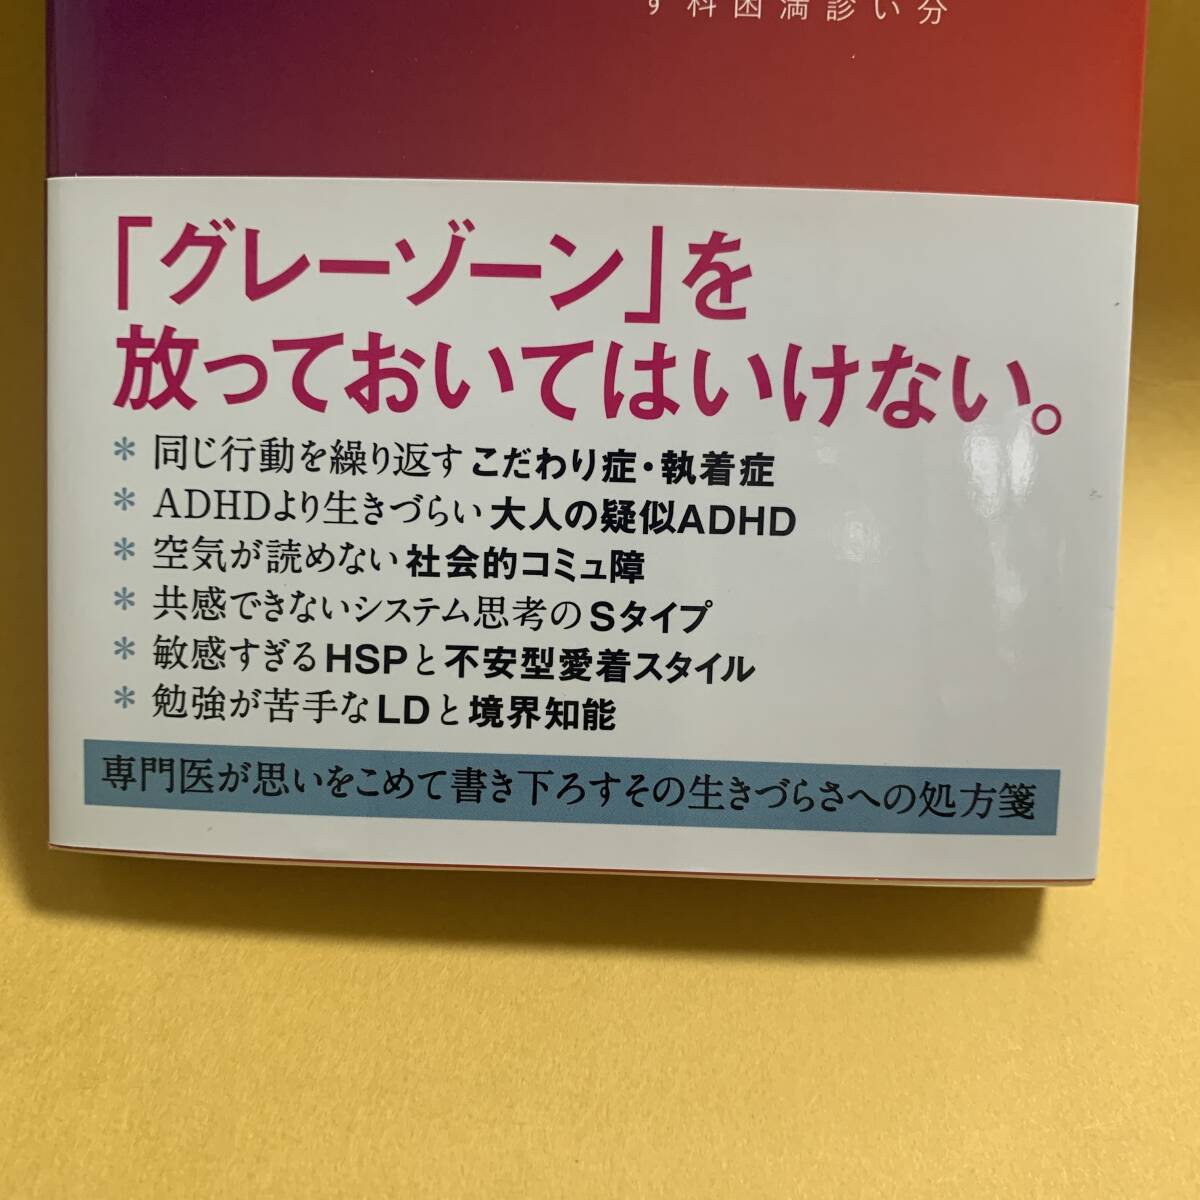 す科困満診い分
「グレーゾーン」を
放っておいてはいけない。
* 同じ行動を繰り返すこだわり症・執着症
* ADHDより生きづらい大人の疑似ADHD
* 空気が読めない社会的コミュ障
* 共感できないシステム思考のSタイプ
* 敏感すぎるHSPと不安型愛着スタイル
* 勉強が苦手なLDと境界知能
専門医が思いをこめて書き下ろすその生きづらさへの処方箋